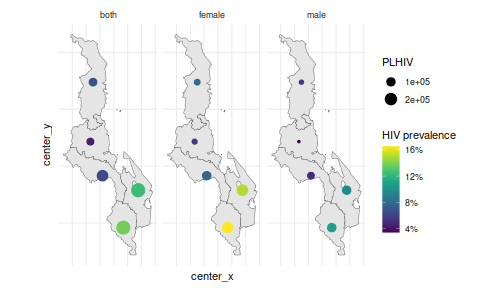 both female male
center_y
center_x
PLHIV
1e+05
2e+05
HIV prevalence
16%
12%
8%
4%